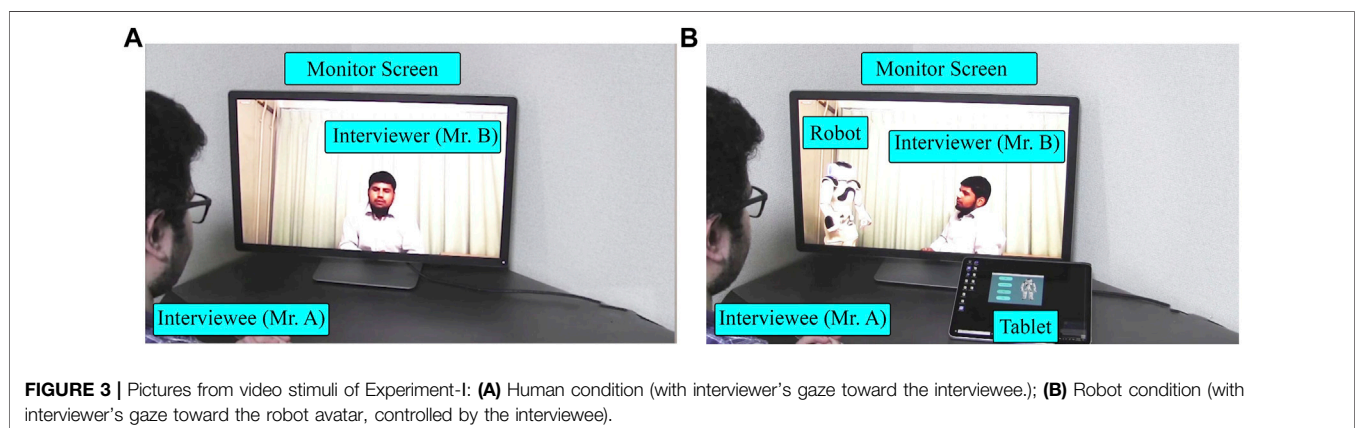 A
B
Monitor Screen
Monitor Screen
Interviewer (Mr. B)
Robot
Interviewer (Mr. B)
Interviewee (Mr. A)
Interviewee (Mr. A)
Tablet
FIGURE 3 | Pictures from video stimuli of Experiment-I: (A) Human condition (with interviewer’s gaze toward the interviewee.); (B) Robot condition (with
interviewer’s gaze toward the robot avatar, controlled by the interviewee).